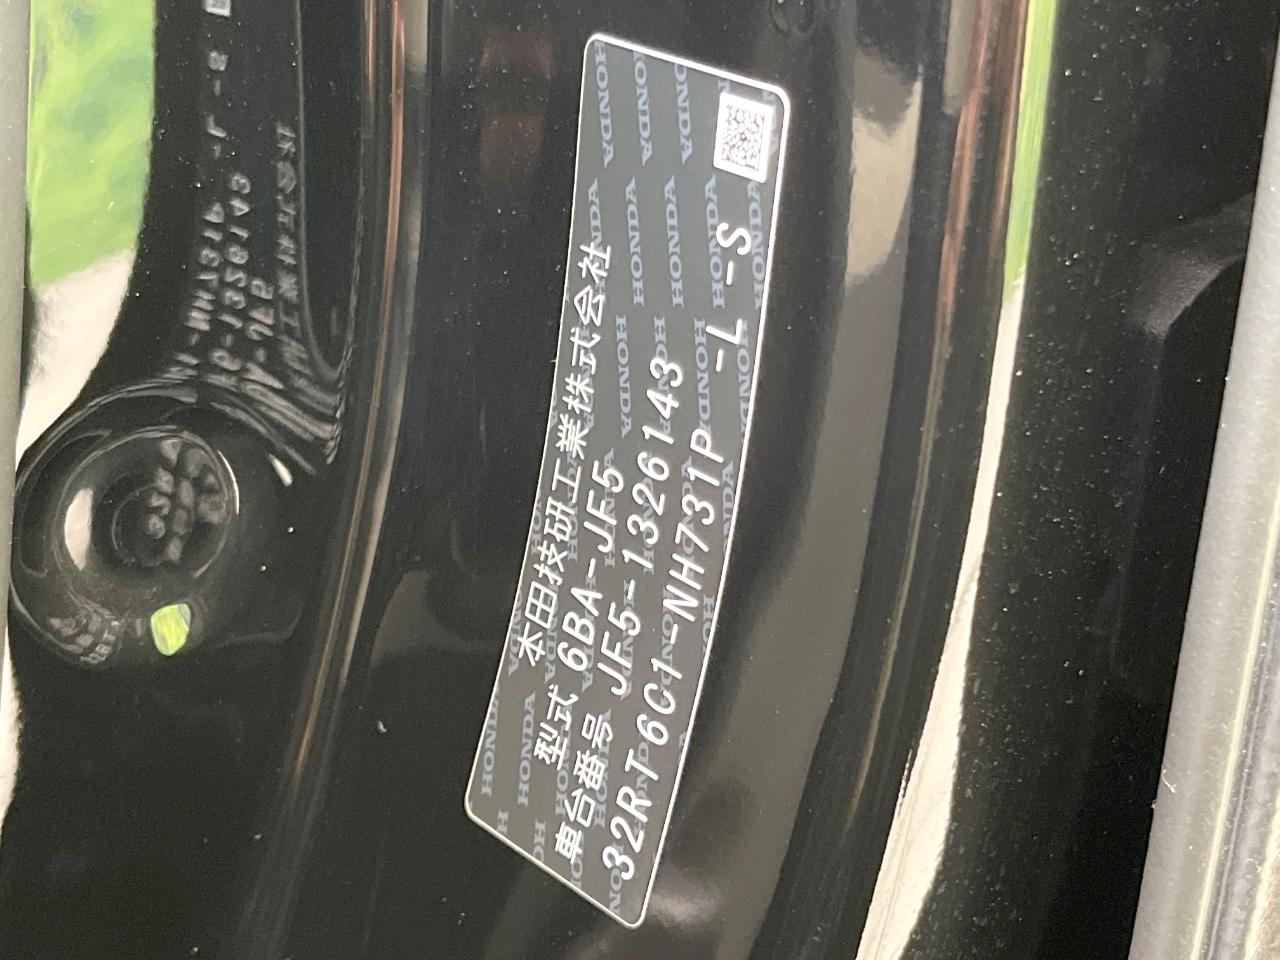 本田技研工業株式会社
型式 6BA-JF5
車台番号 JF5-1326143
32RT6C1-NH731P -L -S